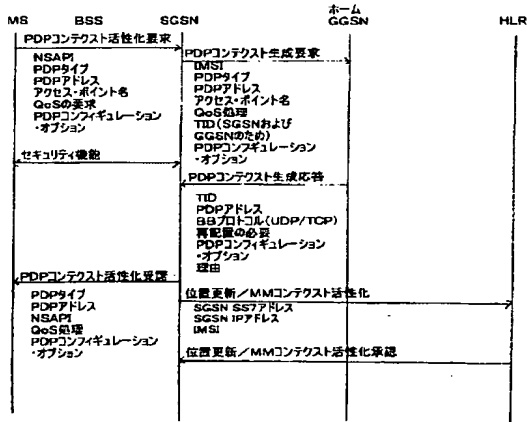 MS BSS SGSN ホーム GGSN HLR
PDPコンテクスト活性化要求
NSAPI
PDPタイプ
PDPアドレス
アクセス・ポイント名
QoSの要求
PDPコンフィギュレーション
・オプション
PDPコンテクスト生成要求
IMSI
PDPタイプ
PDPアドレス
アクセス・ポイント名
QoS処理
TID(SGSNおよび
GGSNのため)
PDPコンフギュレーション
・オプション
セキュリティ機能
PDPコンテクスト生成応答
TID
PDPアドレス
BBプロトコル(UDP/TCP)
再配置の必要
PDPコンフィギュレーション
・オプション
理由
PDPコンテクスト活性化受諾
PDPタイプ
PDPアドレス
NSAPI
QoS処理
PDPコンフィギュレーション
・オプション
位置更新/MMコンテクスト活性化
SGSN SS7アドレス
SGSN IPアドレス
IMSI
位置更新/MMコンテクスト活性化承認